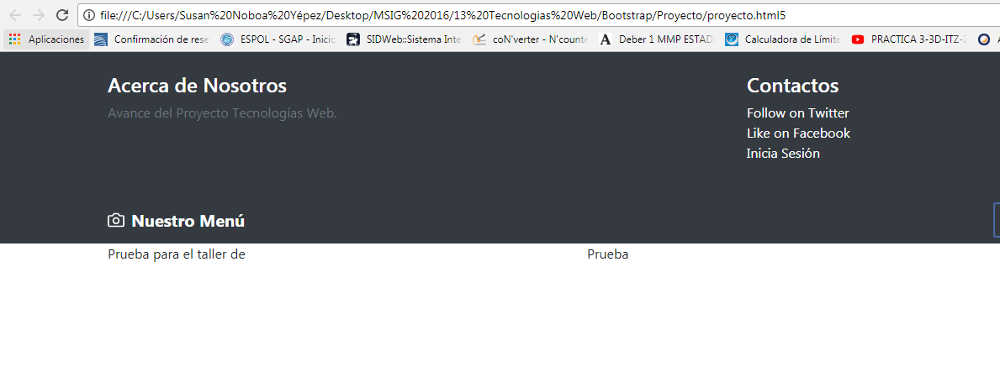 file:///C:/Users/Susan%20Noboa%20Yépez/Desktop/MSIG%202016/13%20Tecnologias%20Web/Bootstrap/Proyecto/proyecto.html5
Aplicaciones Confirmación de rese ESPOL - SGAP - Inicio SIDWeb::Sistema Inte coN'verter - N'counte Deber 1 MMP ESTAD Calculadora de Límite PRACTICA 3-3D-ITZ-2
Acerca de Nosotros
Avance del Proyecto Tecnologías Web.
Contactos
Follow on Twitter
Like on Facebook
Inicia Sesión
Nuestro Menú
Prueba para el taller de
Prueba